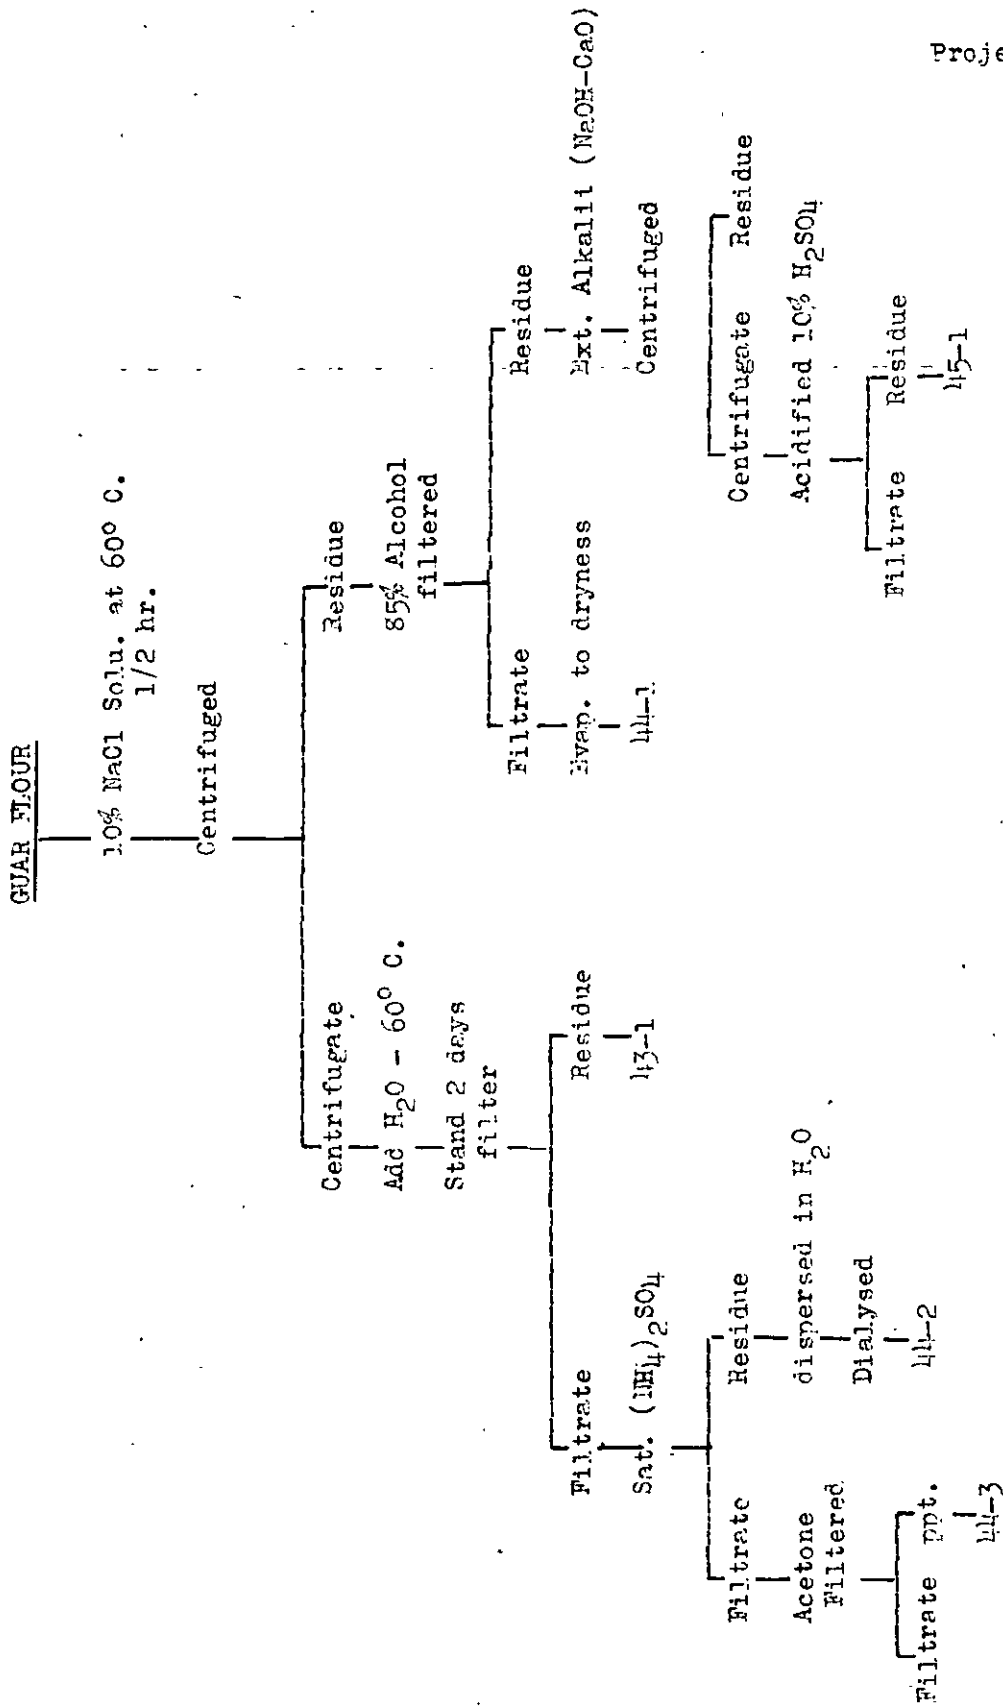 Proje
GUAR FLOUR
10% NaCl Solu. at 60° C.
1/2 hr.
Centrifuged
Centrifugate
Residue
Add H2O - 60° C.
85% Alcohol
Stand 2 days
filtered
filter
Filtrate
Residue
Filtrate
Residue
Sat. (NH4)2SO4
43-1
Evap. to dryness
Ext. Alkalii (NaOH-CaO)
44-1
Centrifuged
Filtrate
Residue
Centrifugate
Residue
Acetone
dispersed in H2O
Acidified 10% H2SO4
Filtered
Dialysed
Filtrate
ppt.
44-2
Filtrate
Residue
44-3
45-1